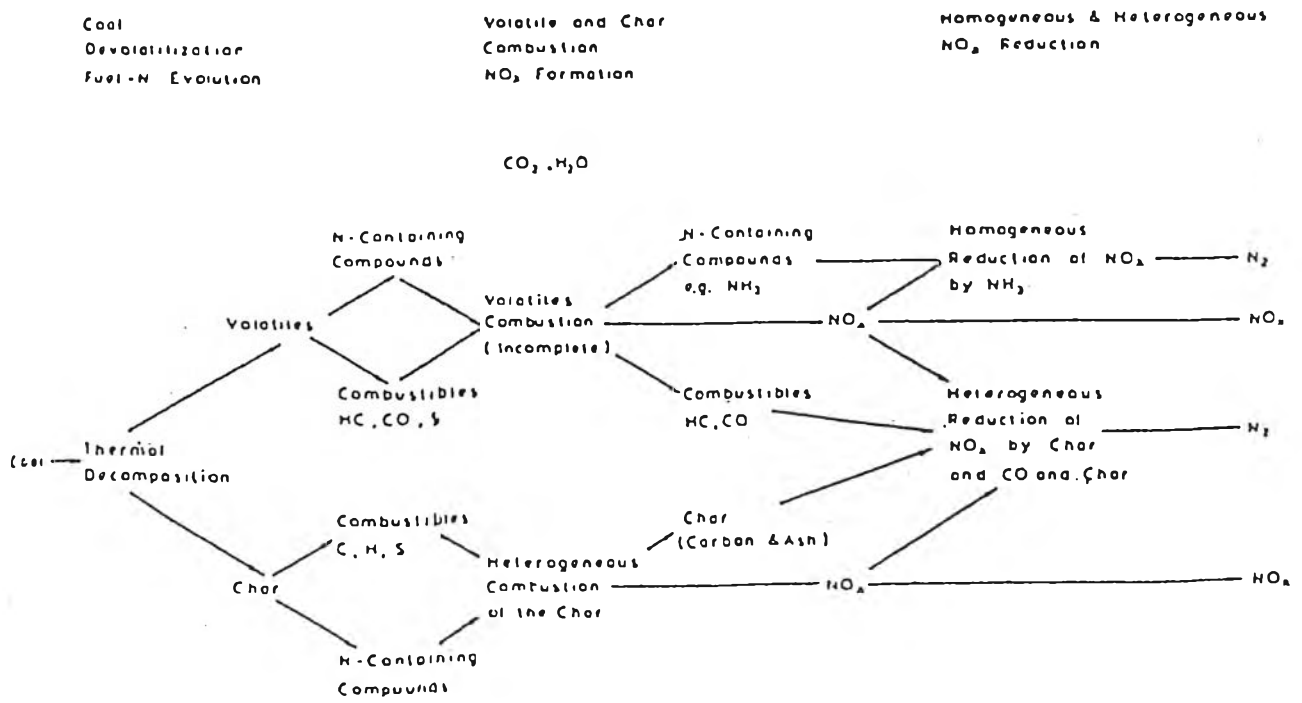 Coal
Devolatilization
Fuel-N Evolution
Volatile and Char
Combustion
NOx Formation
Homogeneous & Heterogeneous
NOx Reduction
CO2, H2O
N-Containing
Compounds
N-Containing
Compounds
e.g. NH3
Homogeneous
Reduction of NOx
by NH3
N2
Volatiles
Volatiles
Combustion
(Incomplete)
NOx
NOx
Combustibles
HC, CO, S
Combustibles
HC, CO
Heterogeneous
Reduction of
NOx by Char
and CO and Char
N2
Coal
Thermal
Decomposition
Combustibles
C, H, S
Char
(Carbon & Ash)
Char
Heterogeneous
Combustion
of the Char
NOx
NOx
N-Containing
Compounds